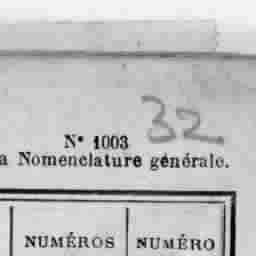 32
N° 1003
a Nomenclature générale.
NUMÉROS NUMÉRO